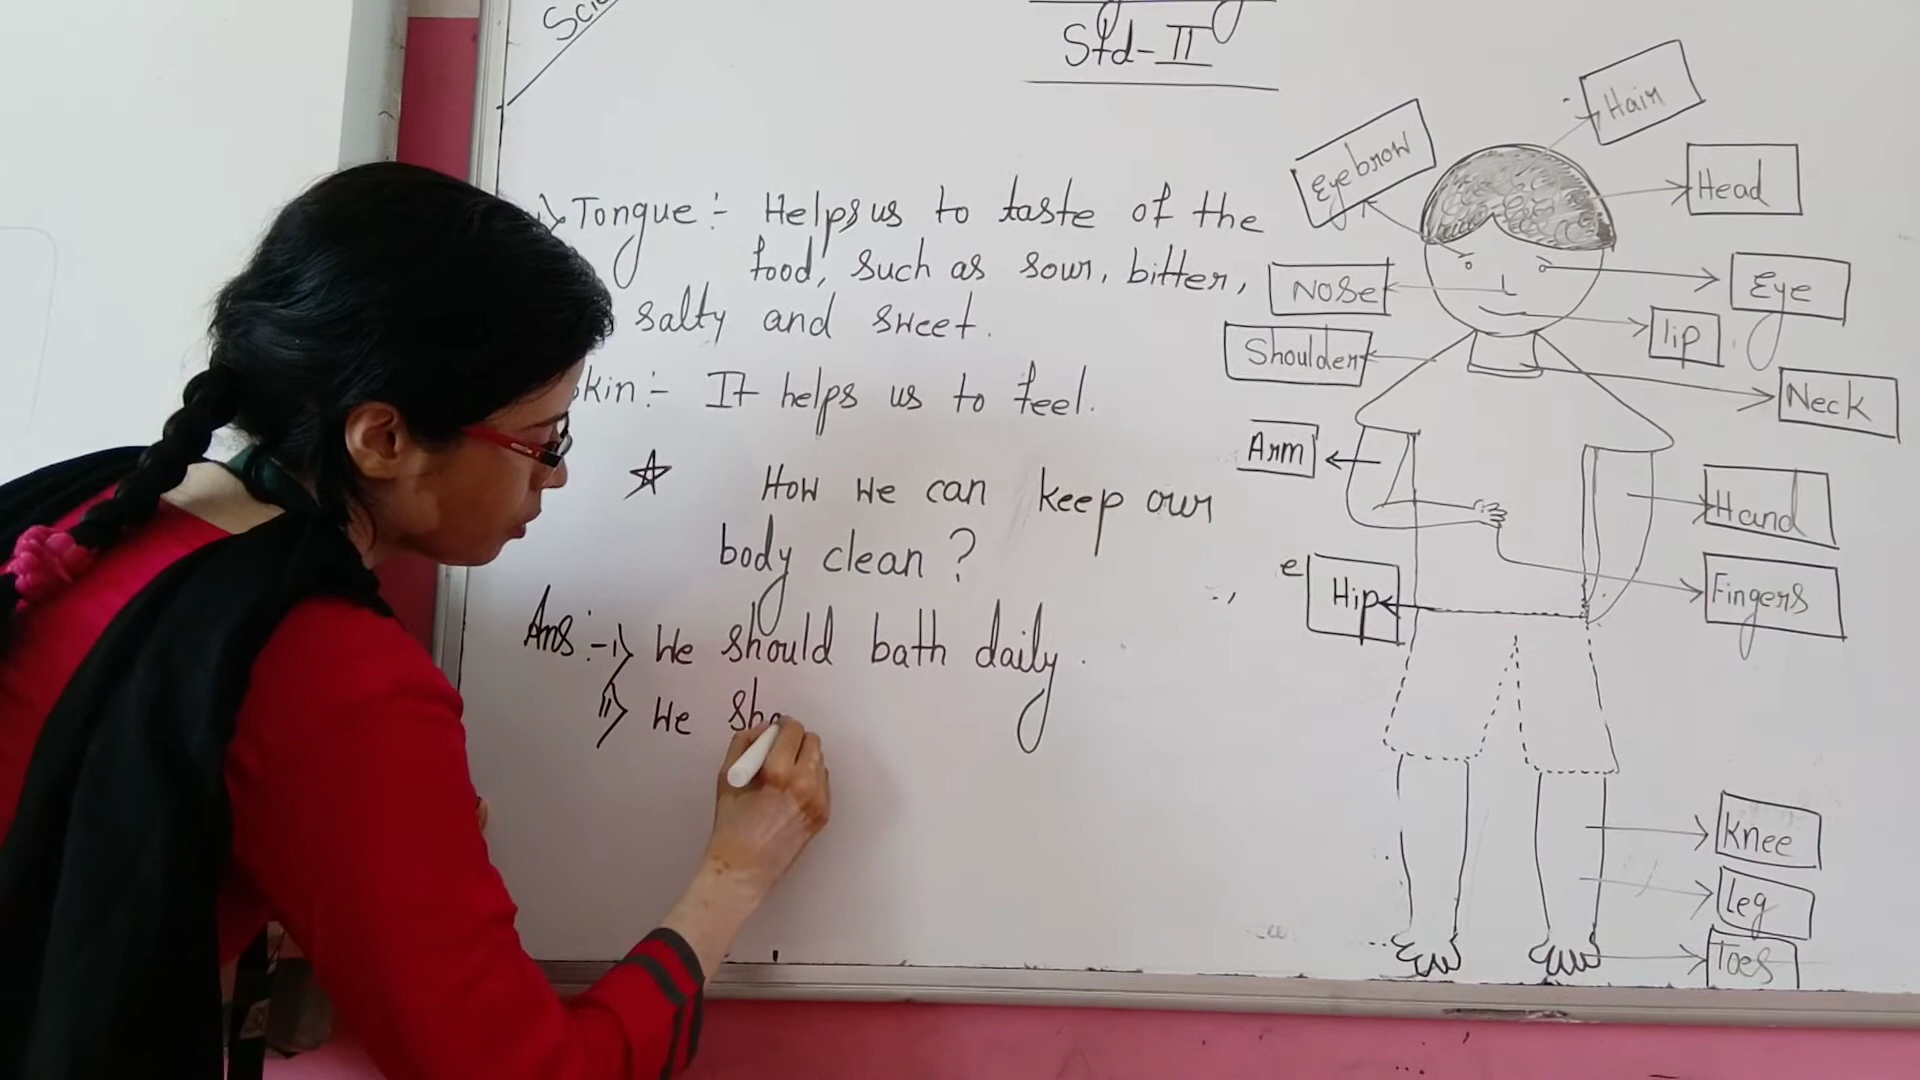 Std-II
Tongue :- Helps us to taste of the
food, such as sour, bitter,
salty and sweet.
Skin :- It helps us to feel.
How we can keep our
body clean ?
Ans :- i) We should bath daily.
ii) We sho
Hair
Eyebrow
Head
Nose
Eye
lip
Shoulder
Neck
Arm
Hand
e
Hip
Fingers
Knee
Leg
Toes